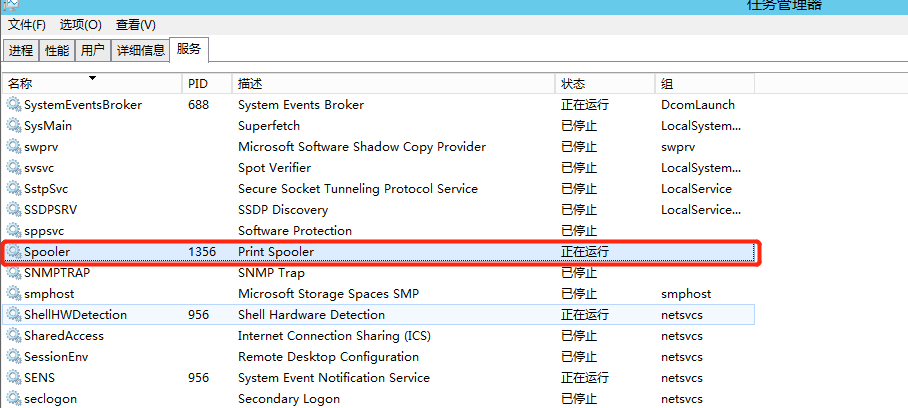 任务管理器
文件(F) 选项(O) 查看(V)
进程 性能 用户 详细信息 服务
名称 PID 描述 状态 组
SystemEventsBroker 688 System Events Broker 正在运行 DcomLaunch
SysMain Superfetch 已停止 LocalSystem...
swprv Microsoft Software Shadow Copy Provider 已停止 swprv
svsvc Spot Verifier 已停止 LocalSystem...
SstpSvc Secure Socket Tunneling Protocol Service 已停止 LocalService
SSDPSRV SSDP Discovery 已停止 LocalService...
sppsvc Software Protection 已停止
Spooler 1356 Print Spooler 正在运行
SNMPTRAP SNMP Trap 已停止
smphost Microsoft Storage Spaces SMP 已停止 smphost
ShellHWDetection 956 Shell Hardware Detection 正在运行 netsvcs
SharedAccess Internet Connection Sharing (ICS) 已停止 netsvcs
SessionEnv Remote Desktop Configuration 已停止 netsvcs
SENS 956 System Event Notification Service 正在运行 netsvcs
seclogon Secondary Logon 已停止 netsvcs